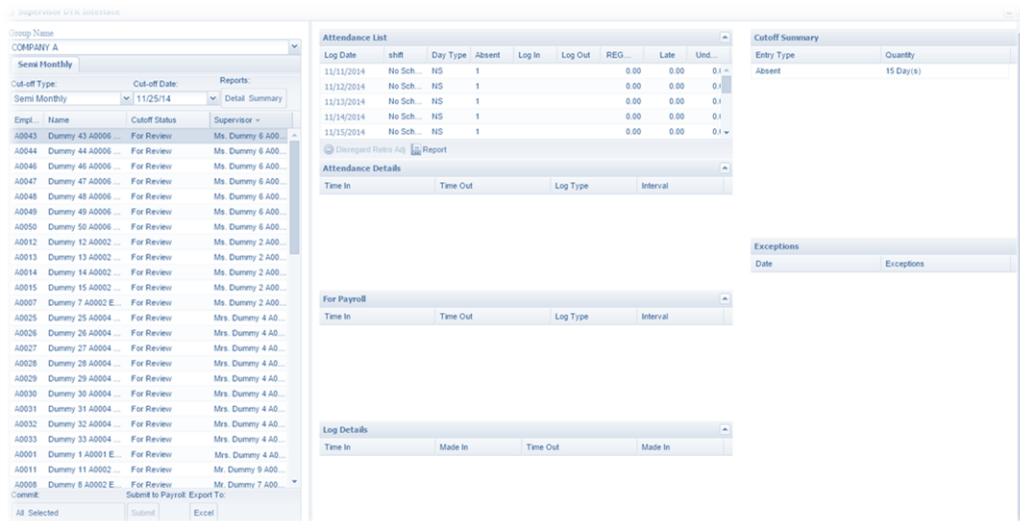 Supervisor DTR Interface
Group Name
COMPANY A
Semi Monthly
Cut-off Type: Cut-off Date: Reports:
Semi Monthly 11/25/14 Detail Summary
Empl... Name Cutoff Status Supervisor
A0043 Dummy 43 A0006 ... For Review Ms. Dummy 6 A00...
A0044 Dummy 44 A0006 ... For Review Ms. Dummy 6 A00...
A0046 Dummy 46 A0006 ... For Review Ms. Dummy 6 A00...
A0047 Dummy 47 A0006 ... For Review Ms. Dummy 6 A00...
A0048 Dummy 48 A0006 ... For Review Ms. Dummy 6 A00...
A0049 Dummy 49 A0006 ... For Review Ms. Dummy 6 A00...
A0050 Dummy 50 A0006 ... For Review Ms. Dummy 6 A00...
A0012 Dummy 12 A0002 ... For Review Ms. Dummy 2 A00...
A0013 Dummy 13 A0002 ... For Review Ms. Dummy 2 A00...
A0014 Dummy 14 A0002 ... For Review Ms. Dummy 2 A00...
A0015 Dummy 15 A0002 ... For Review Ms. Dummy 2 A00...
A0007 Dummy 7 A0002 E... For Review Ms. Dummy 2 A00...
A0025 Dummy 25 A0004 ... For Review Mrs. Dummy 4 A0...
A0026 Dummy 26 A0004 ... For Review Mrs. Dummy 4 A0...
A0027 Dummy 27 A0004 ... For Review Mrs. Dummy 4 A0...
A0028 Dummy 28 A0004 ... For Review Mrs. Dummy 4 A0...
A0029 Dummy 29 A0004 ... For Review Mrs. Dummy 4 A0...
A0030 Dummy 30 A0004 ... For Review Mrs. Dummy 4 A0...
A0031 Dummy 31 A0004 ... For Review Mrs. Dummy 4 A0...
A0032 Dummy 32 A0004 ... For Review Mrs. Dummy 4 A0...
A0033 Dummy 33 A0004 ... For Review Mrs. Dummy 4 A0...
A0001 Dummy 1 A0001 E... For Review Mrs. Dummy 4 A0...
A0011 Dummy 11 A0002 ... For Review Mr. Dummy 9 A00...
A0008 Dummy 8 A0002 E... For Review Mr. Dummy 7 A00...
Commit: Submit to Payroll: Export To:
All Selected Submit Excel
Attendance List
Log Date shift Day Type Absent Log In Log Out REG... Late Und...
11/11/2014 No Sch... NS 1 0.00 0.00 0.(
11/12/2014 No Sch... NS 1 0.00 0.00 0.(
11/13/2014 No Sch... NS 1 0.00 0.00 0.(
11/14/2014 No Sch... NS 1 0.00 0.00 0.(
11/15/2014 No Sch... NS 1 0.00 0.00 0.(
Disregard Retro Adj Report
Attendance Details
Time In Time Out Log Type Interval
For Payroll
Time In Time Out Log Type Interval
Log Details
Time In Made In Time Out Made In
Cutoff Summary
Entry Type Quantity
Absent 15 Day(s)
Exceptions
Date Exceptions